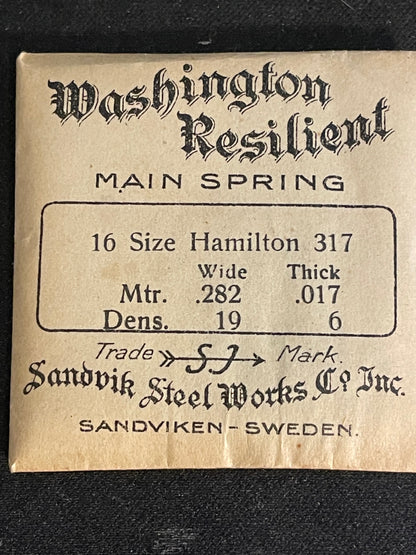 Washington
Resilient
MAIN SPRING
16 Size Hamilton 317
Wide Thick
Mtr. .282 .017
Dens. 19 6
Trade SJ Mark.
Sandvik Steel Works Co Inc.
SANDVIKEN-SWEDEN.